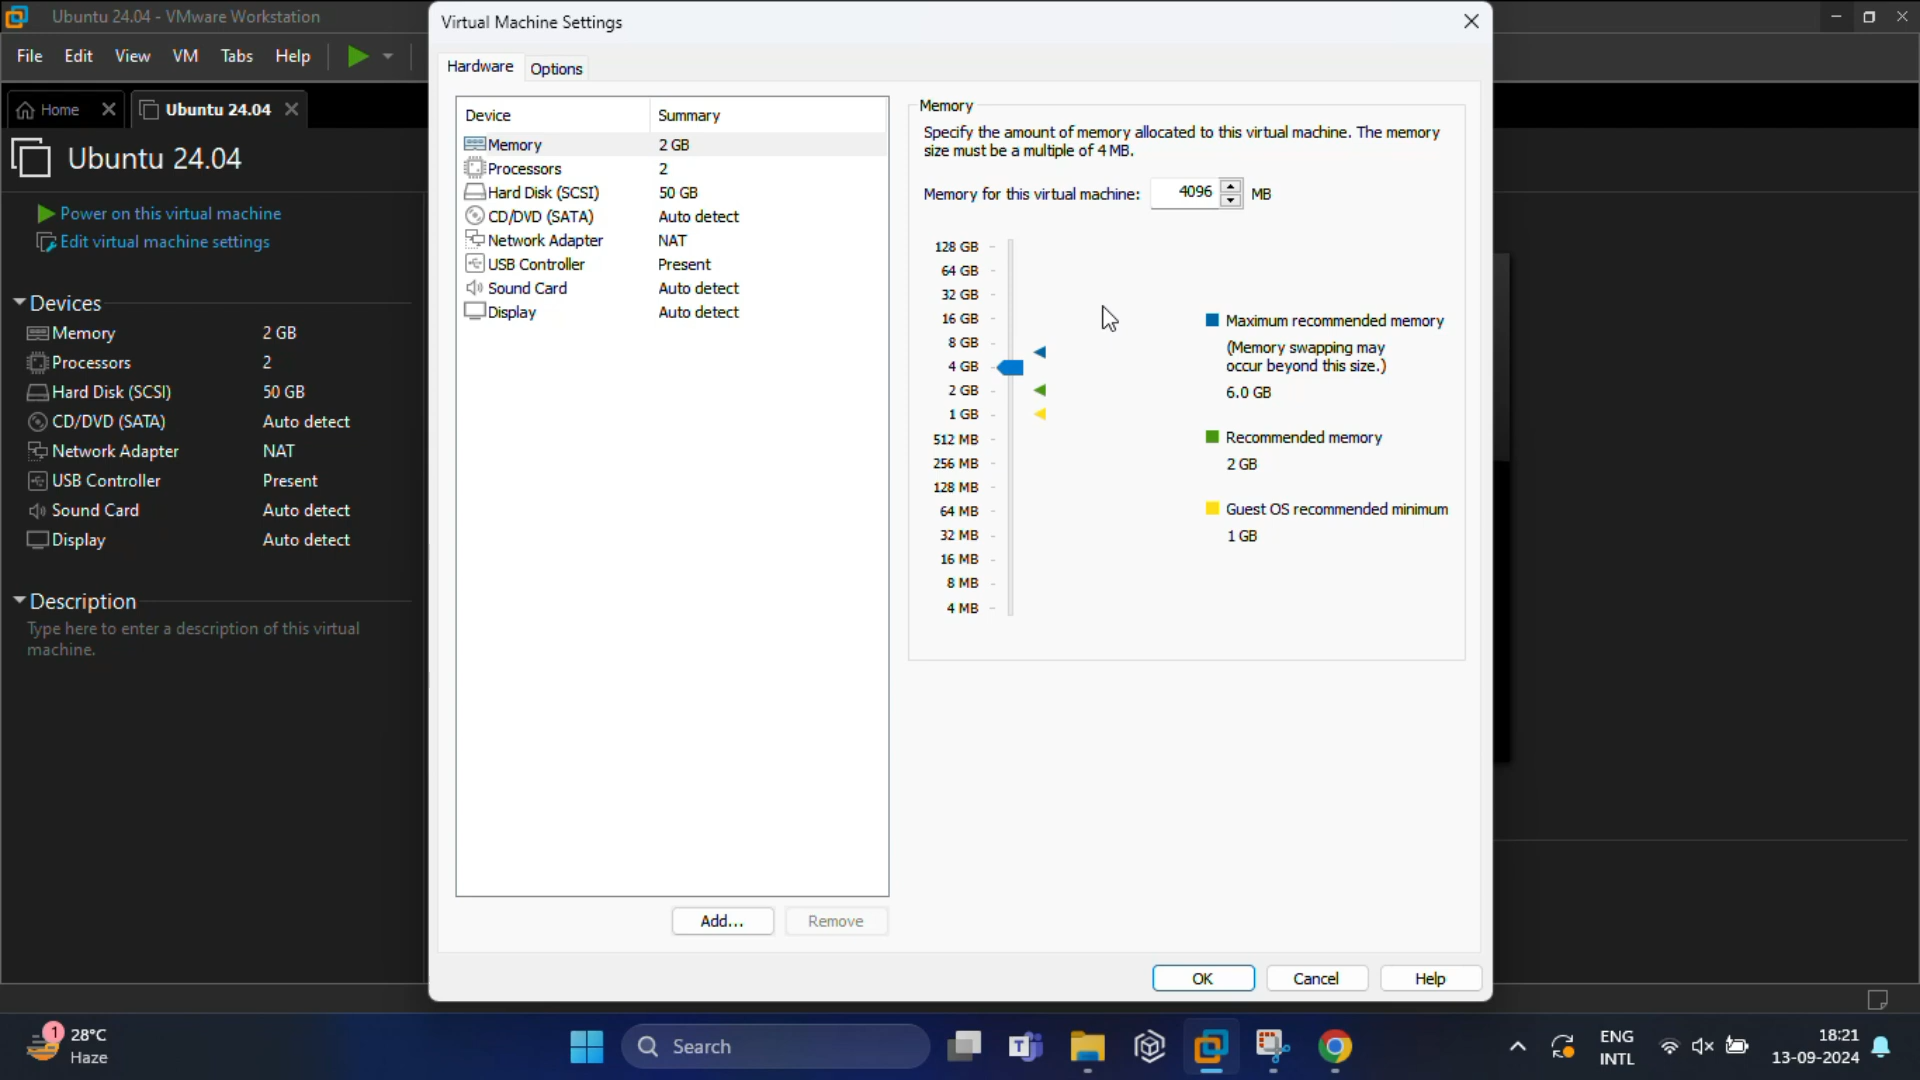 Ubuntu 24.04 - VMware Workstation
File Edit View VM Tabs Help
Home
Ubuntu 24.04
Ubuntu 24.04
Power on this virtual machine
Edit virtual machine settings
Devices
Memory 2 GB
Processors 2
Hard Disk (SCSI) 50 GB
CD/DVD (SATA) Auto detect
Network Adapter NAT
USB Controller Present
Sound Card Auto detect
Display Auto detect
Description
Type here to enter a description of this virtual
machine.
Virtual Machine Settings
Hardware Options
Device Summary
Memory 2 GB
Processors 2
Hard Disk (SCSI) 50 GB
CD/DVD (SATA) Auto detect
Network Adapter NAT
USB Controller Present
Sound Card Auto detect
Display Auto detect
Add... Remove
Memory
Specify the amount of memory allocated to this virtual machine. The memory
size must be a multiple of 4 MB.
Memory for this virtual machine: 4096 MB
128 GB
64 GB
32 GB
16 GB
8 GB
4 GB
2 GB
1 GB
512 MB
256 MB
128 MB
64 MB
32 MB
16 MB
8 MB
4 MB
Maximum recommended memory
(Memory swapping may
occur beyond this size.)
6.0 GB
Recommended memory
2 GB
Guest OS recommended minimum
1 GB
OK Cancel Help
1
28°C
Haze
Search
T
ENG
INTL
18:21
13-09-2024